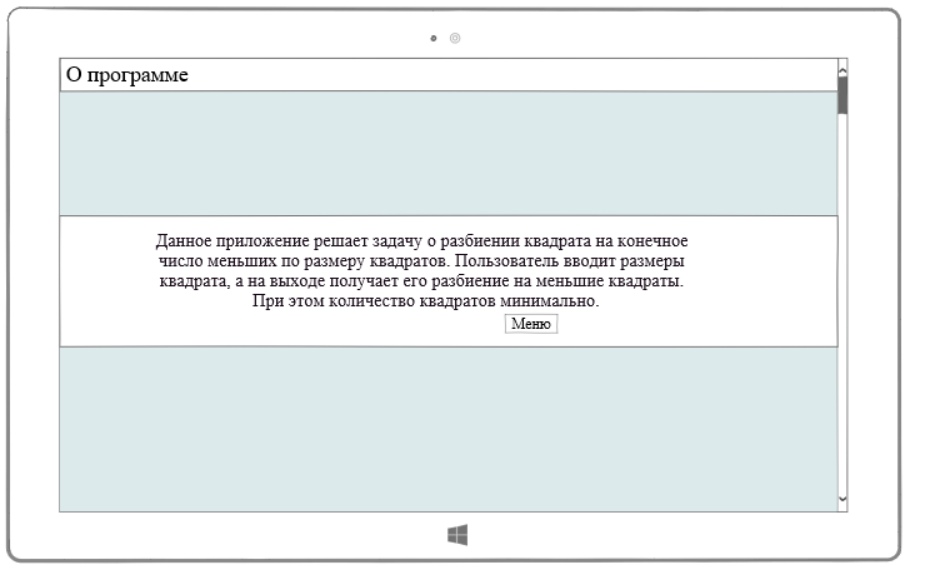 О программе
Данное приложение решает задачу о разбиении квадрата на конечное
число меньших по размеру квадратов. Пользователь вводит размеры
квадрата, а на выходе получает его разбиение на меньшие квадраты.
При этом количество квадратов минимально.
Меню